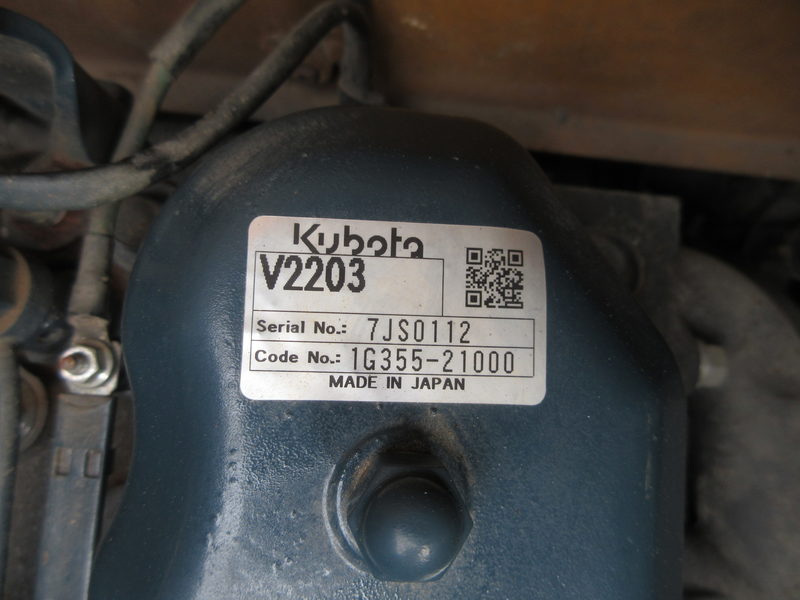 Kubota
V2203
Serial No.: 7JS0112
Code No.: 1G355-21000
MADE IN JAPAN